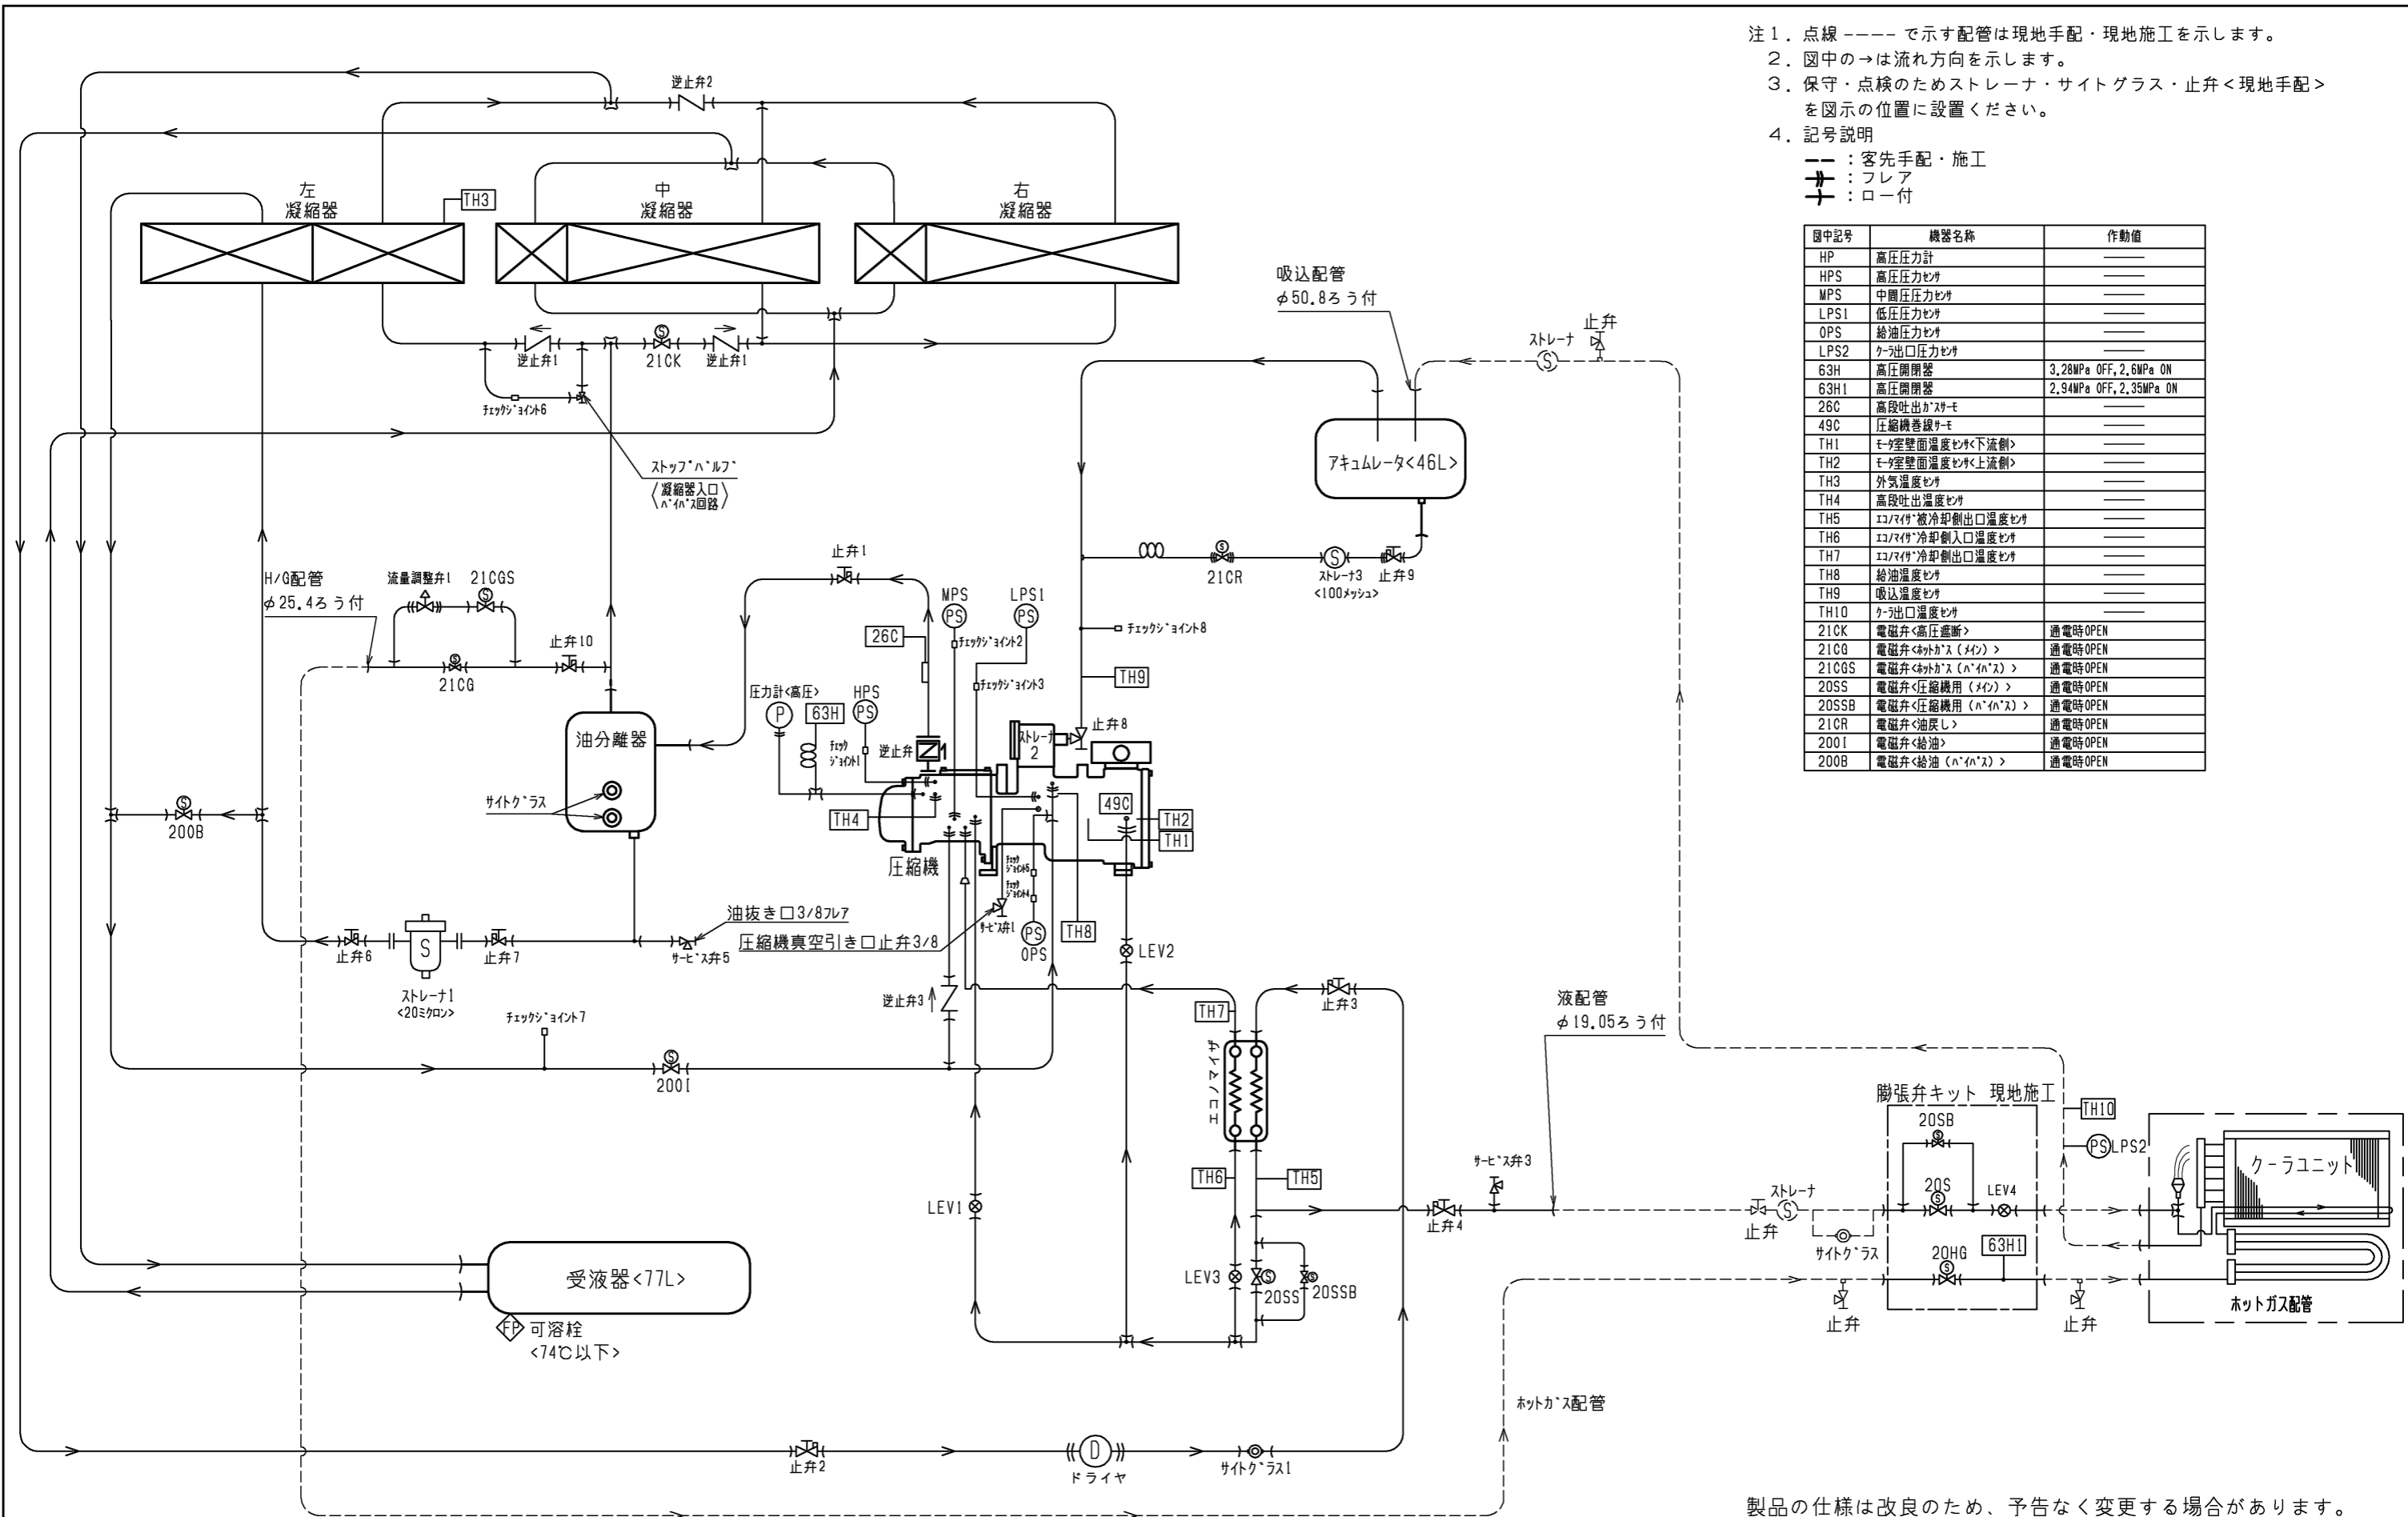 注1. 点線 ---- で示す配管は現地手配・現地施工を示します。
2. 図中の→は流れ方向を示します。
3. 保守・点検のためストレーナ・サイトグラス・止弁<現地手配>
を図示の位置に設置ください。
4. 記号説明
：客先手配・施工
：フレア
：ロー付
図中記号 機器名称 作動値
HP 高圧圧力計 ――
HPS 高圧圧力センサ ――
MPS 中間圧圧力センサ ――
LPS1 低圧圧力センサ ――
OPS 給油圧力センサ ――
LPS2 クーラ出口圧力センサ ――
63H 高圧開閉器 3.28MPa OFF,2.6MPa ON
63H1 高圧開閉器 2.94MPa OFF,2.35MPa ON
26C 高段吐出ガスサーモ ――
49C 圧縮機巻線サーモ ――
TH1 モータ室壁面温度センサ<下流側> ――
TH2 モータ室壁面温度センサ<上流側> ――
TH3 外気温度センサ ――
TH4 高段吐出温度センサ ――
TH5 エコノマイザ被冷却側出口温度センサ ――
TH6 エコノマイザ冷却側入口温度センサ ――
TH7 エコノマイザ冷却側出口温度センサ ――
TH8 給油温度センサ ――
TH9 吸込温度センサ ――
TH10 クーラ出口温度センサ ――
21CK 電磁弁<高圧遮断> 通電時OPEN
21CG 電磁弁<ホットガス(メイン)> 通電時OPEN
21CGS 電磁弁<ホットガス(バイパス)> 通電時OPEN
20SS 電磁弁<圧縮機用(メイン)> 通電時OPEN
20SSB 電磁弁<圧縮機用(バイパス)> 通電時OPEN
21CR 電磁弁<油戻し> 通電時OPEN
20OI 電磁弁<給油> 通電時OPEN
20OB 電磁弁<給油(バイパス)> 通電時OPEN
逆止弁2
左
凝縮器
TH3
中
凝縮器
右
凝縮器
逆止弁1
S
21CK
逆止弁1
チェックジョイント6
ストップバルブ
〈凝縮器入口
バイパス回路〉
吸込配管
φ50.8ろう付
ストレーナ
S
止弁
アキュムレータ<46L>
S
21CR
S
ストレーナ3
<100メッシュ>
止弁9
チェックジョイント8
TH9
H/G配管
φ25.4ろう付
流量調整弁1
21CGS
S
S
21CG
止弁10
止弁1
MPS
PS
LPS1
PS
26C
チェックジョイント2
チェックジョイント3
圧力計<高圧>
P
63H
HPS
PS
チェック
ジョイント1
逆止弁
1
ストレーナ
2
止弁8
油分離器
サイトグラス
49C
TH4
TH2
TH1
圧縮機
チェック
ジョイント5
チェック
ジョイント4
サービス弁1
PS
OPS
TH8
LEV2
S
20OB
油抜き口3/8フレア
圧縮機真空引き口止弁3/8
止弁6
S
ストレーナ1
<20ミクロン>
止弁7
サービス弁5
チェックジョイント7
S
20OI
逆止弁3
TH7
止弁3
エコノマイザ
TH6
TH5
LEV1
LEV3
S
20SS
S
20SSB
液配管
φ19.05ろう付
サービス弁3
止弁4
膨張弁キット 現地施工
20SB
S
20S
S
LEV4
ストレーナ
S
止弁
サイトグラス
20HG
S
63H1
止弁
止弁
TH10
PS
LPS2
クーラユニット
ホットガス配管
受液器<77L>
FP
可溶栓
<74℃以下>
ホットガス配管
止弁2
D
ドライヤ
サイトグラス1
製品の仕様は改良のため、予告なく変更する場合があります。